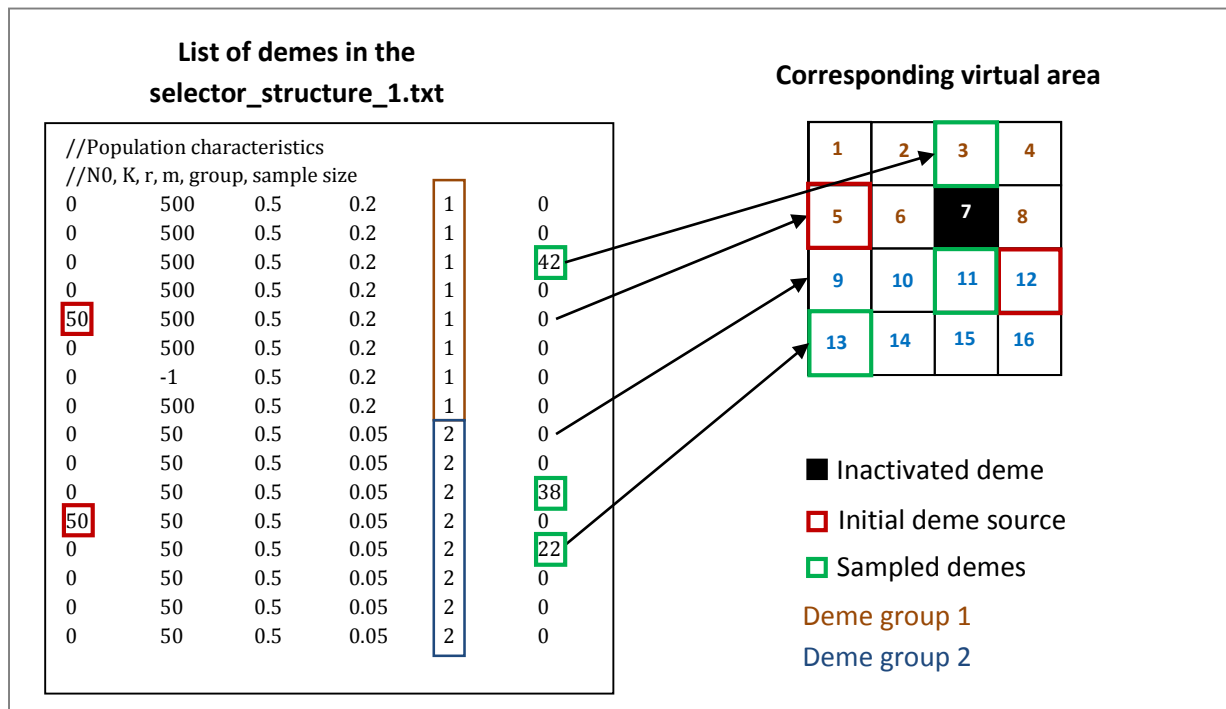 List of demes in the
selector_structure_1.txt
//Population characteristics
//N0, K, r, m, group, sample size
0 500 0.5 0.2 1 0
0 500 0.5 0.2 1 0
0 500 0.5 0.2 1 42
0 500 0.5 0.2 1 0
50 500 0.5 0.2 1 0
0 500 0.5 0.2 1 0
0 -1 0.5 0.2 1 0
0 500 0.5 0.2 1 0
0 50 0.5 0.05 2 0
0 50 0.5 0.05 2 0
0 50 0.5 0.05 2 38
50 50 0.5 0.05 2 0
0 50 0.5 0.05 2 22
0 50 0.5 0.05 2 0
0 50 0.5 0.05 2 0
0 50 0.5 0.05 2 0
Corresponding virtual area
1 2 3 4
5 6 7 8
9 10 11 12
13 14 15 16
Inactivated deme
Initial deme source
Sampled demes
Deme group 1
Deme group 2